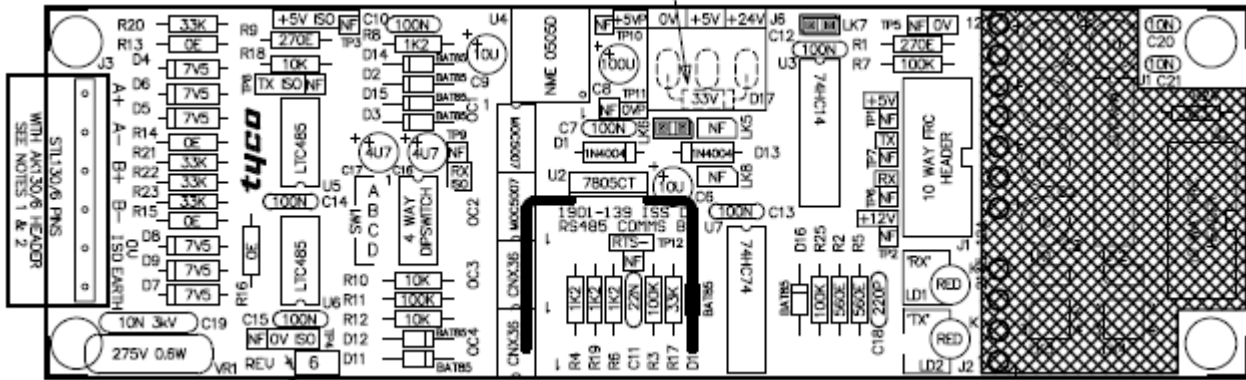 R20 33K
R13 0E
J3
D4 7V5
D6 7V5
D5 7V5
R14 0E
R21 33K
R22 33K
R23 33K
R15 0E
D8 7V5
D9 7V5
D7 7V5
A+ A- B+ B- 0V ISO EARTH
STL130/6 PINS
WITH AK130/6 HEADER
SEE NOTES 1 & 2
10N 3kV C19
275V 0.6W VR1
+5V ISO NF TP3
R9 270E
R18 10K
TP8 TX ISO NF
tyco
LTC485 U5
100N C14
0E R16
LTC485 U6
C15 100N
NF 0V ISO TP4
REV 6
C10 100N
R8 1K2
D14 BAT85
D2 BAT85
D15
D3 BAT85
U4
10U C9
4U7 C17
4U7 C16
TP9 NF
RX ISO
SW1 A B C D
4 WAY
DIPSWITCH
R10 10K
R11 100K
R12 10K
D12 BAT85
D11 BAT85
OC1
OC2
OC3
OC4
MOC5007
MOC5007
CNX36
CNX36
NME 0505D
NF +5VP TP10
0V +5V +24V J6
100U C8
TP11
NF 0VP
33V D17
C7 100N
LK6
NF LK5
D1 1N4004
1N4004 D13
NF LK8
U2 7805CT
10U C6
1901-139 ISS D
RS485 COMMS B
U7
RTS- TP12
NF
1K2 1K2 1K2 22N 100K 33K BAT85
R4 R19 R6 C11 R3 R17
100N C13
74HC74
LK7
C12 100N
U3 74HC14
R1 270E
R7 100K
TP5 NF 0V
+5V
TP1 NF
TX
TP7 NF
RX
TP6 NF
+12V
NF TP2
10 WAY FRC
HEADER
J1
D16 R25 R2 R5
BAT85 100K 560E 560E 220P C18
"RX" RED LD1
"TX" RED LD2
J2
10N C20
10N C21